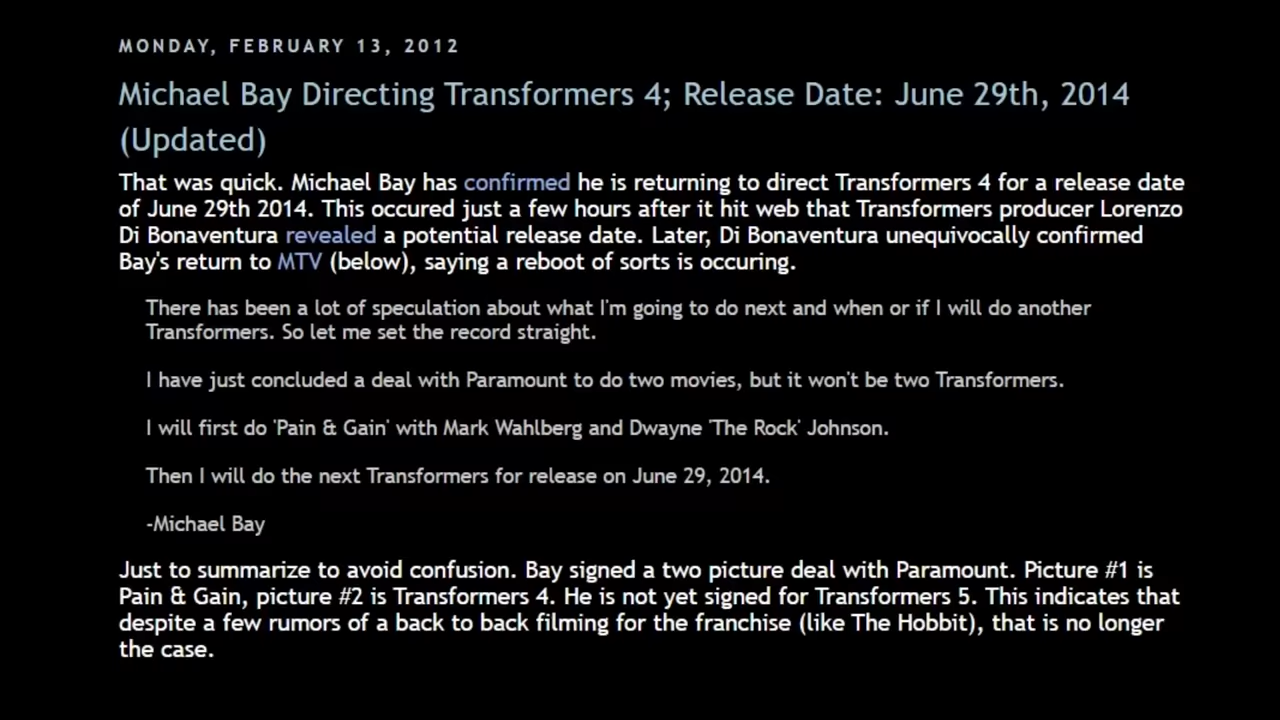 MONDAY, FEBRUARY 13, 2012
Michael Bay Directing Transformers 4; Release Date: June 29th, 2014
(Updated)
That was quick. Michael Bay has confirmed he is returning to direct Transformers 4 for a release date
of June 29th 2014. This occured just a few hours after it hit web that Transformers producer Lorenzo
Di Bonaventura revealed a potential release date. Later, Di Bonaventura unequivocally confirmed
Bay's return to MTV (below), saying a reboot of sorts is occuring.
There has been a lot of speculation about what I'm going to do next and when or if I will do another
Transformers. So let me set the record straight.
I have just concluded a deal with Paramount to do two movies, but it won't be two Transformers.
I will first do 'Pain & Gain' with Mark Wahlberg and Dwayne 'The Rock' Johnson.
Then I will do the next Transformers for release on June 29, 2014.
-Michael Bay
Just to summarize to avoid confusion. Bay signed a two picture deal with Paramount. Picture #1 is
Pain & Gain, picture #2 is Transformers 4. He is not yet signed for Transformers 5. This indicates that
despite a few rumors of a back to back filming for the franchise (like The Hobbit), that is no longer
the case.